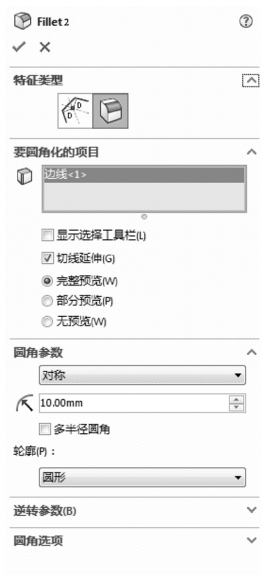 Fillet2
特征类型
要圆角化的项目
边线<1>
显示选择工具栏(L)
切线延伸(G)
完整预览(W)
部分预览(P)
无预览(W)
圆角参数
对称
10.00mm
多半径圆角
轮廓(P)：
圆形
逆转参数(B)
圆角选项